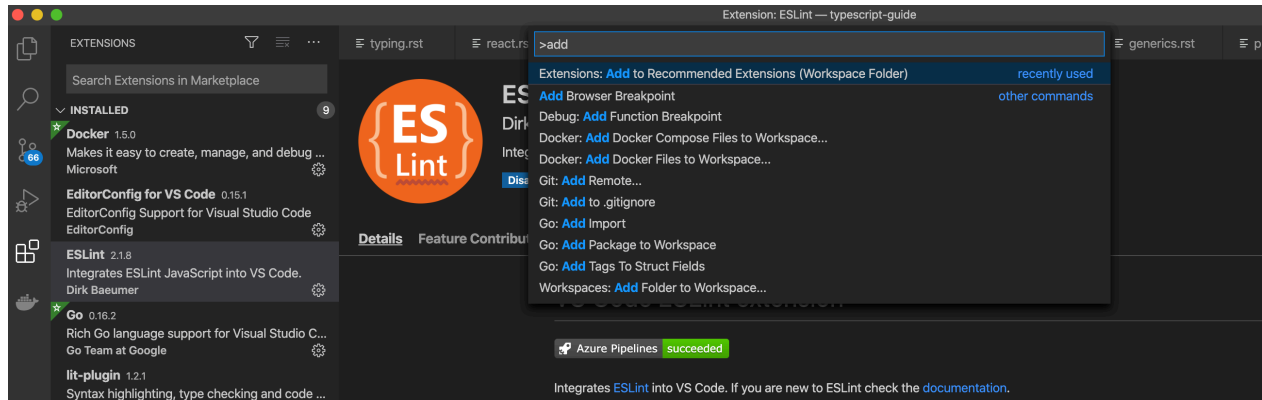 Extension: ESLint — typescript-guide
EXTENSIONS
Search Extensions in Marketplace
INSTALLED 9
Docker 1.5.0
Makes it easy to create, manage, and debug ...
Microsoft
66
EditorConfig for VS Code 0.15.1
EditorConfig Support for Visual Studio Code
EditorConfig
ESLint 2.1.8
Integrates ESLint JavaScript into VS Code.
Dirk Baeumer
Go 0.16.2
Rich Go language support for Visual Studio C...
Go Team at Google
lit-plugin 1.2.1
Syntax highlighting, type checking and code ...
typing.rst
react.rs
generics.rst
p
>add
Extensions: Add to Recommended Extensions (Workspace Folder) recently used
Add Browser Breakpoint other commands
Debug: Add Function Breakpoint
Docker: Add Docker Compose Files to Workspace...
Docker: Add Docker Files to Workspace...
Git: Add Remote...
Git: Add to .gitignore
Go: Add Import
Go: Add Package to Workspace
Go: Add Tags To Struct Fields
Workspaces: Add Folder to Workspace...
{ES
Lint}
ES
Dirk
Integ
Disa
Details Feature Contribut
VS Code ESLint extension
Azure Pipelines succeeded
Integrates ESLint into VS Code. If you are new to ESLint check the documentation.